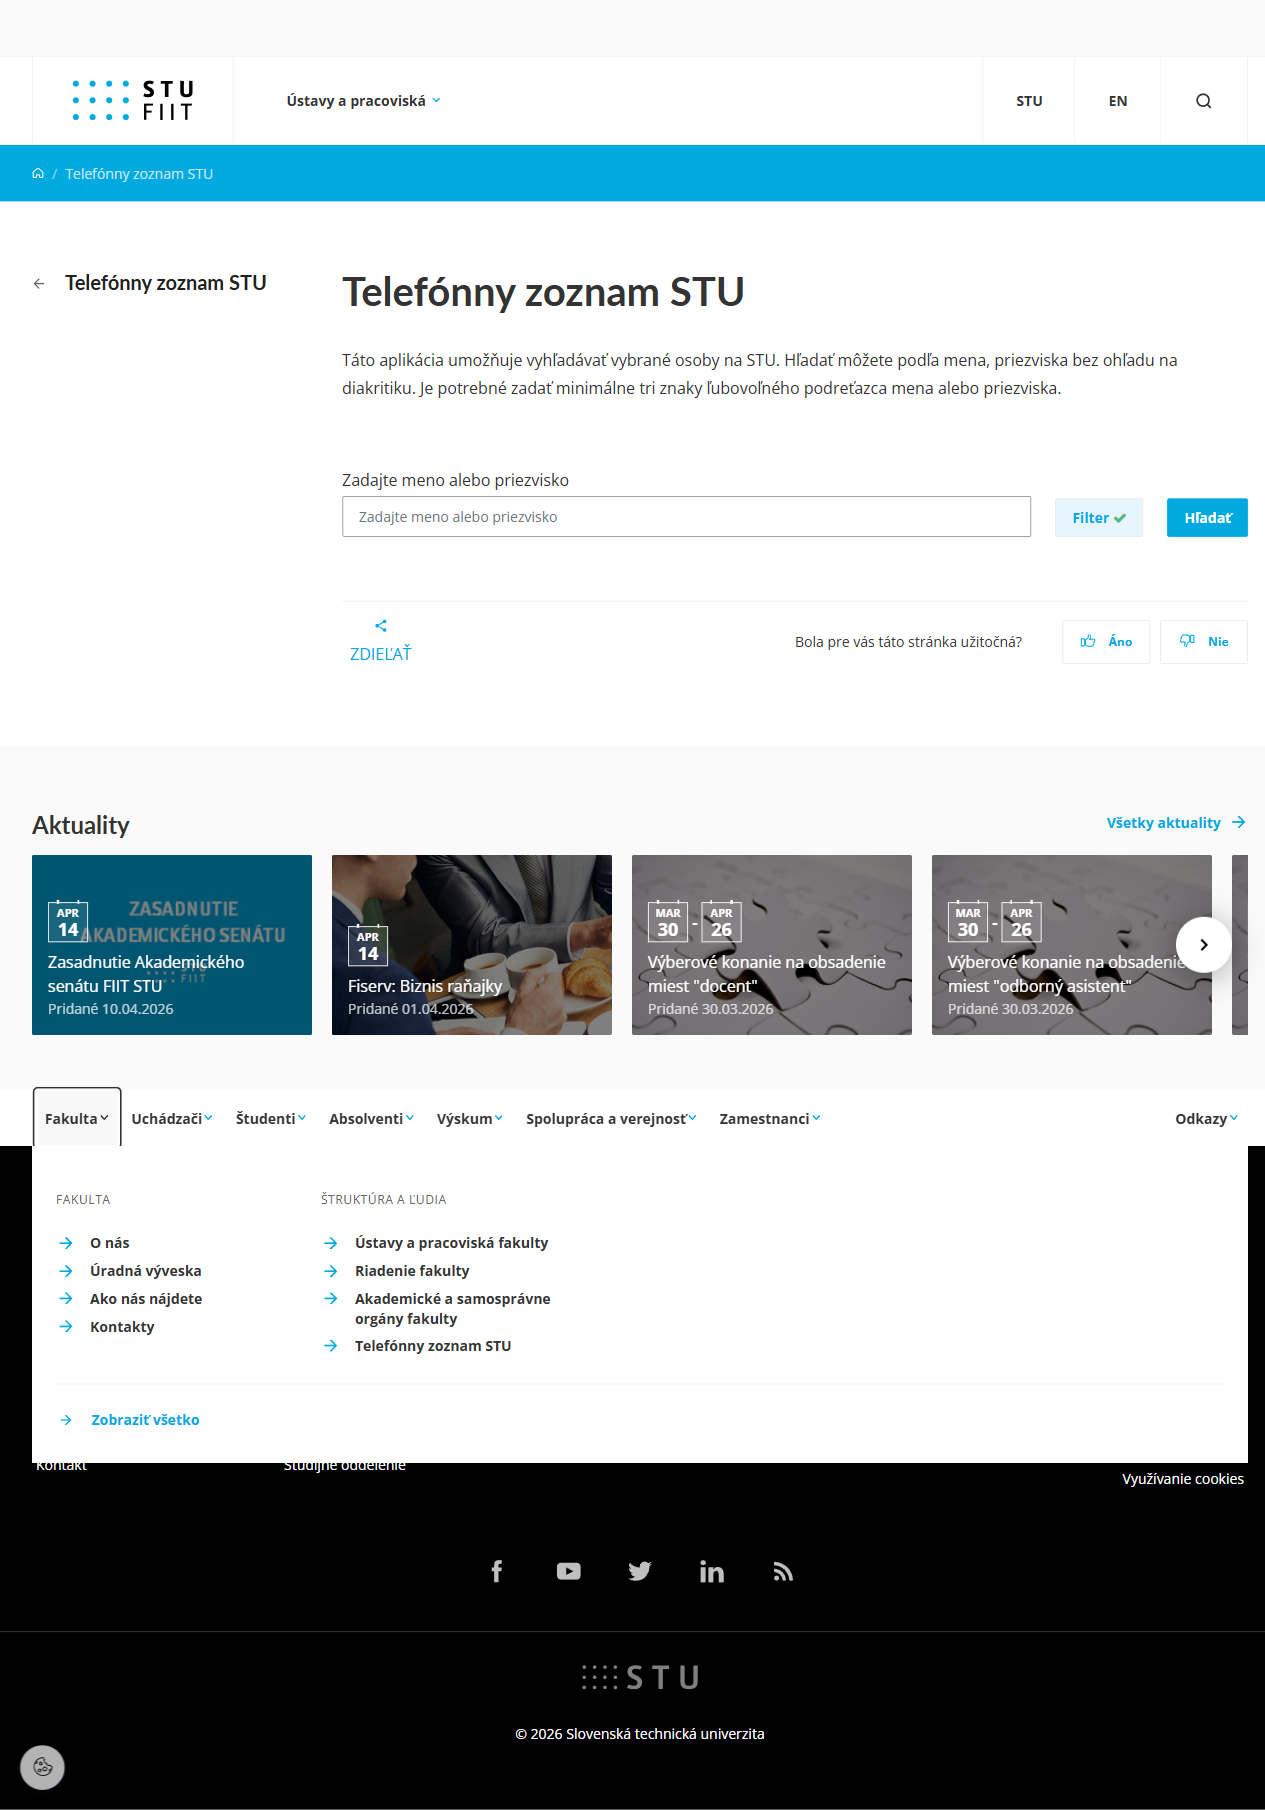 STU
FIIT
Ústavy a pracoviská
STU
EN
/ Telefónny zoznam STU
Telefónny zoznam STU
Telefónny zoznam STU
Táto aplikácia umožňuje vyhľadávať vybrané osoby na STU. Hľadať môžete podľa mena, priezviska bez ohľadu na
diakritiku. Je potrebné zadať minimálne tri znaky ľubovoľného podreťazca mena alebo priezviska.
Zadajte meno alebo priezvisko
Zadajte meno alebo priezvisko
Filter
Hľadať
ZDIEĽAŤ
Bola pre vás táto stránka užitočná?
Áno
Nie
Aktuality
Všetky aktuality
ZASADNUTIE
AKADEMICKÉHO SENÁTU
APR
14
Zasadnutie Akademického
senátu FIIT STU
Pridané 10.04.2026
APR
14
Fiserv: Biznis raňajky
Pridané 01.04.2026
MAR
30
-
APR
26
Výberové konanie na obsadenie
miest "docent"
Pridané 30.03.2026
MAR
30
-
APR
26
Výberové konanie na obsadenie
miest "odborný asistent"
Pridané 30.03.2026
Fakulta
Uchádzači
Študenti
Absolventi
Výskum
Spolupráca a verejnosť
Zamestnanci
Odkazy
FAKULTA
O nás
Úradná výveska
Ako nás nájdete
Kontakty
ŠTRUKTÚRA A ĽUDIA
Ústavy a pracoviská fakulty
Riadenie fakulty
Akademické a samosprávne
orgány fakulty
Telefónny zoznam STU
Zobraziť všetko
Kontakt
Študijné oddelenie
Využívanie cookies
STU
© 2026 Slovenská technická univerzita